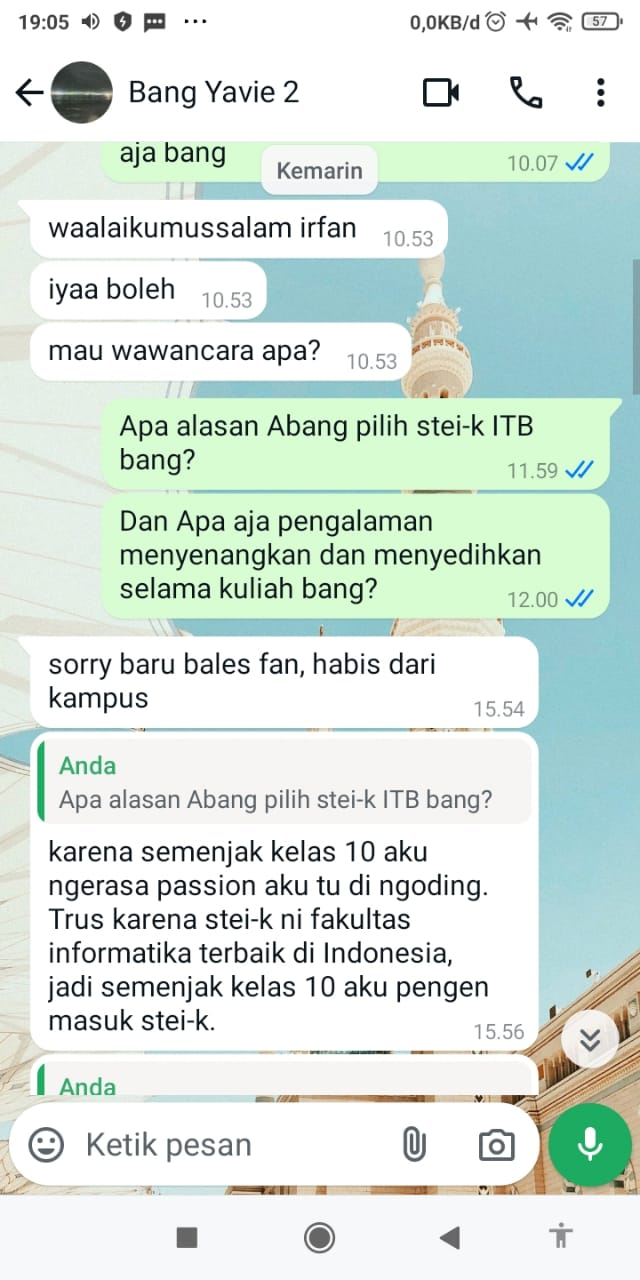 19:05 ... 0,0KB/d 57
Bang Yavie 2
aja bang 10.07
Kemarin
waalaikumussalam irfan 10.53
iyaa boleh 10.53
mau wawancara apa? 10.53
Apa alasan Abang pilih stei-k ITB
bang? 11.59
Dan Apa aja pengalaman
menyenangkan dan menyedihkan
selama kuliah bang? 12.00
sorry baru bales fan, habis dari
kampus 15.54
Anda
Apa alasan Abang pilih stei-k ITB bang?
karena semenjak kelas 10 aku
ngerasa passion aku tu di ngoding.
Trus karena stei-k ni fakultas
informatika terbaik di Indonesia,
jadi semenjak kelas 10 aku pengen
masuk stei-k. 15.56
Anda
Ketik pesan